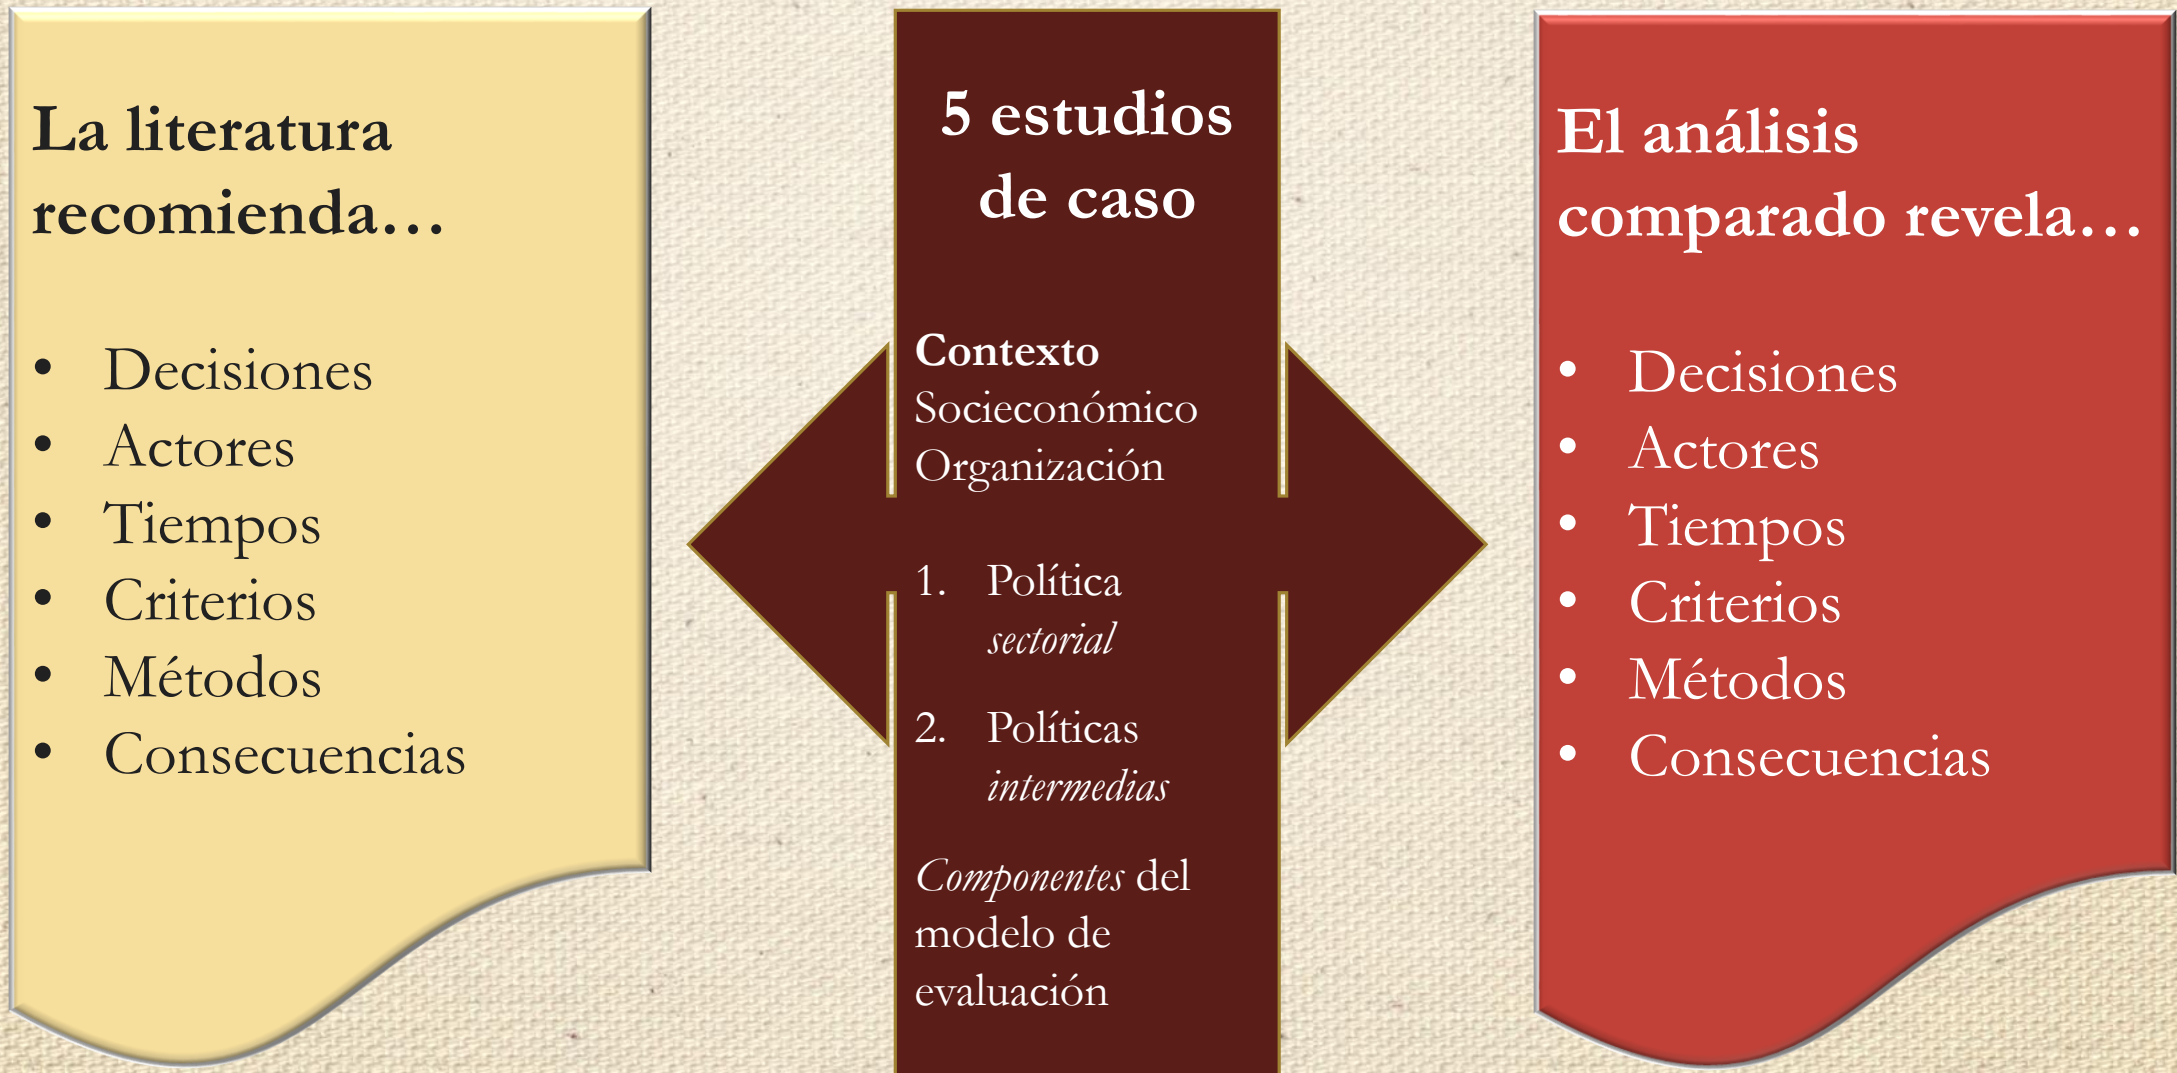 La literatura
recomienda…
• Decisiones
• Actores
• Tiempos
• Criterios
• Métodos
• Consecuencias
5 estudios
de caso
Contexto
Socieconómico
Organización
1. Política
sectorial
2. Políticas
intermedias
Componentes del
modelo de
evaluación
El análisis
comparado revela…
• Decisiones
• Actores
• Tiempos
• Criterios
• Métodos
• Consecuencias